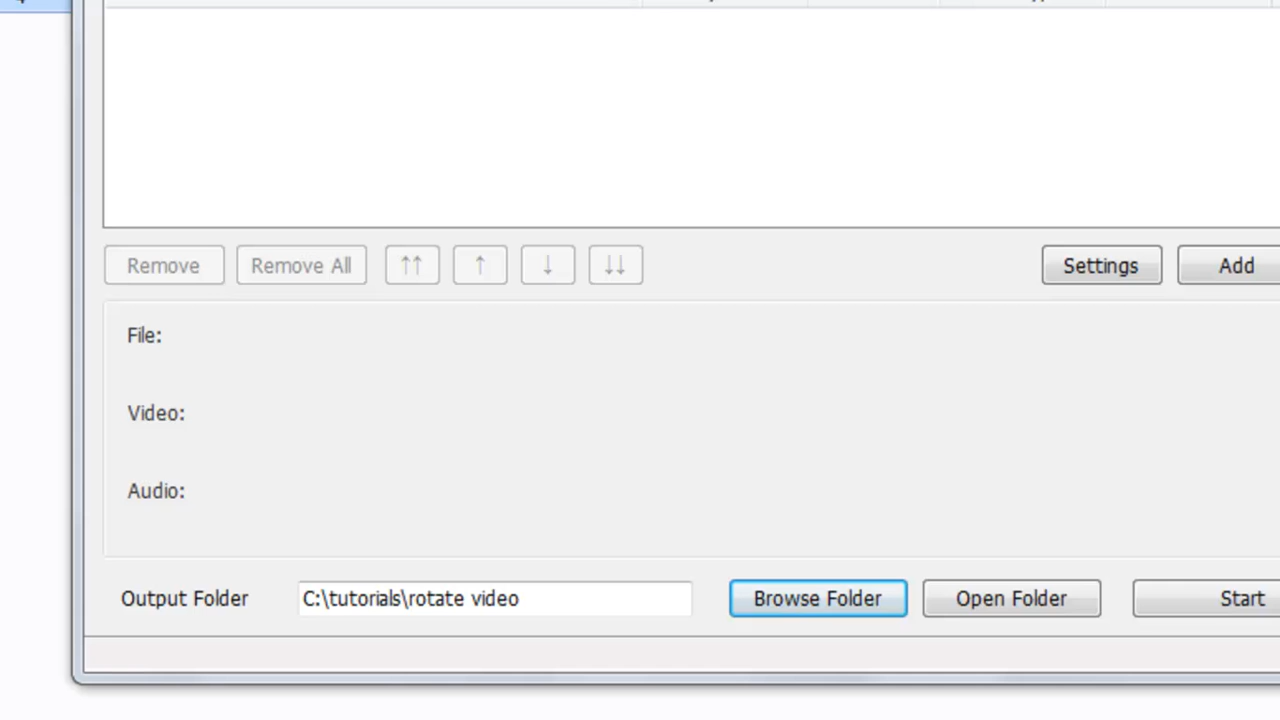 Remove Remove All ↑↑ ↑ ↓ ↓↓ Settings Add
File:
Video:
Audio:
Output Folder C:\tutorials\rotate video Browse Folder Open Folder Start